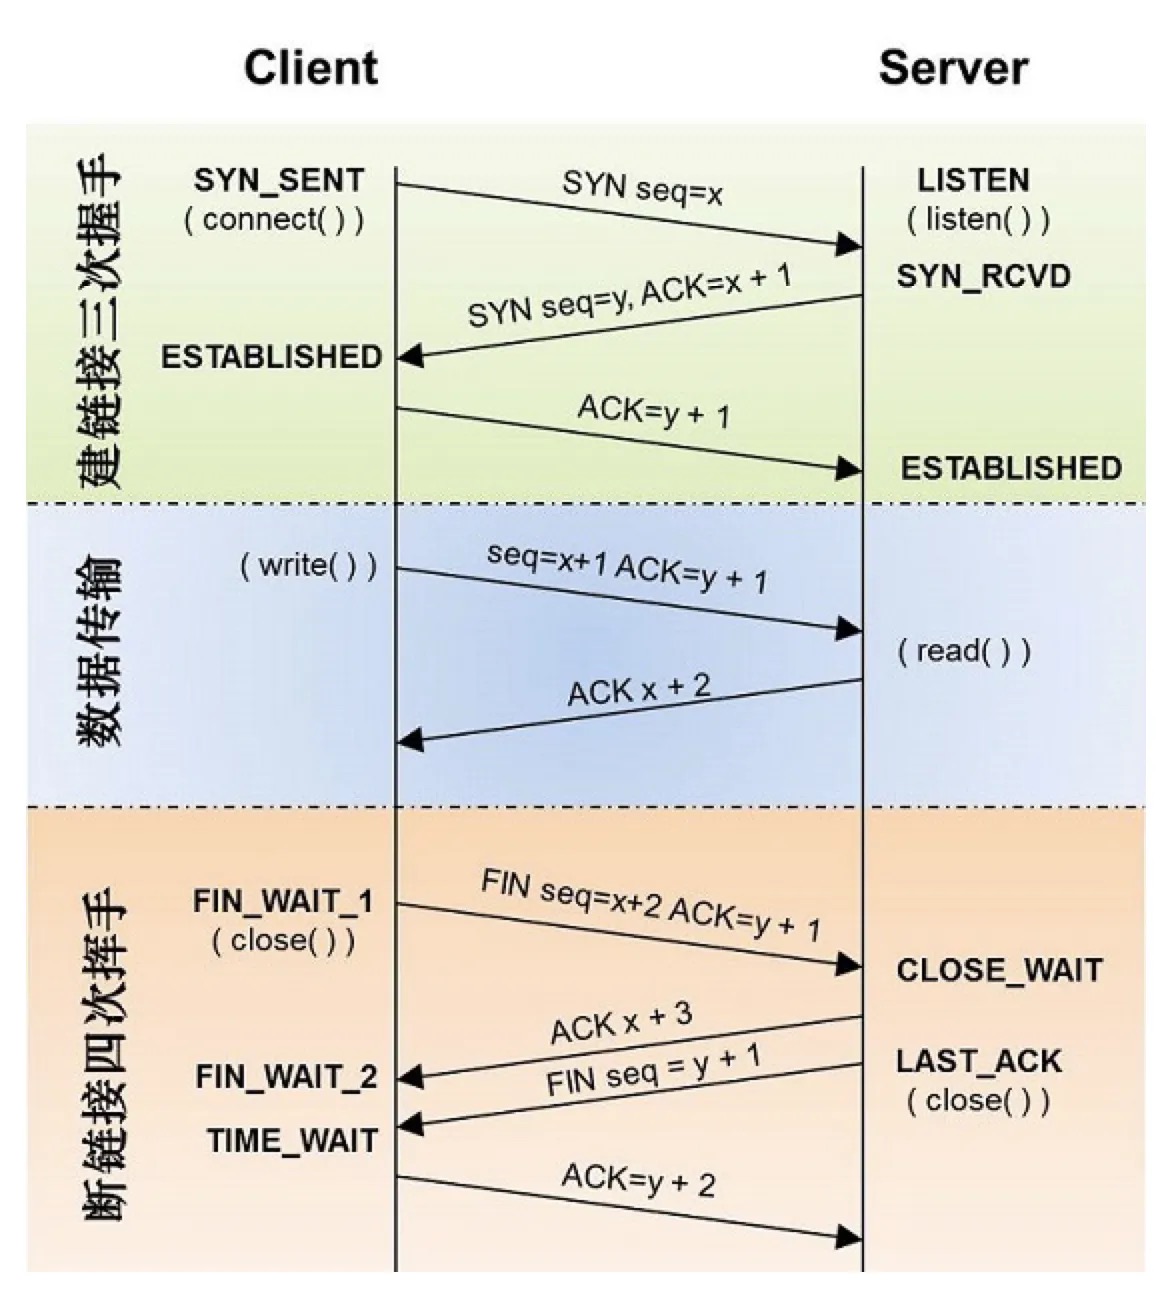 Client
Server
建链接三次握手
SYN_SENT
( connect( ) )
SYN seq=x
LISTEN
( listen( ) )
SYN_RCVD
SYN seq=y, ACK=x + 1
ESTABLISHED
ACK=y + 1
ESTABLISHED
数据传输
( write( ) )
seq=x+1 ACK=y + 1
( read( ) )
ACK x + 2
断链接四次挥手
FIN_WAIT_1
( close( ) )
FIN seq=x+2 ACK=y + 1
CLOSE_WAIT
ACK x + 3
FIN_WAIT_2
FIN seq = y + 1
LAST_ACK
( close( ) )
TIME_WAIT
ACK=y + 2